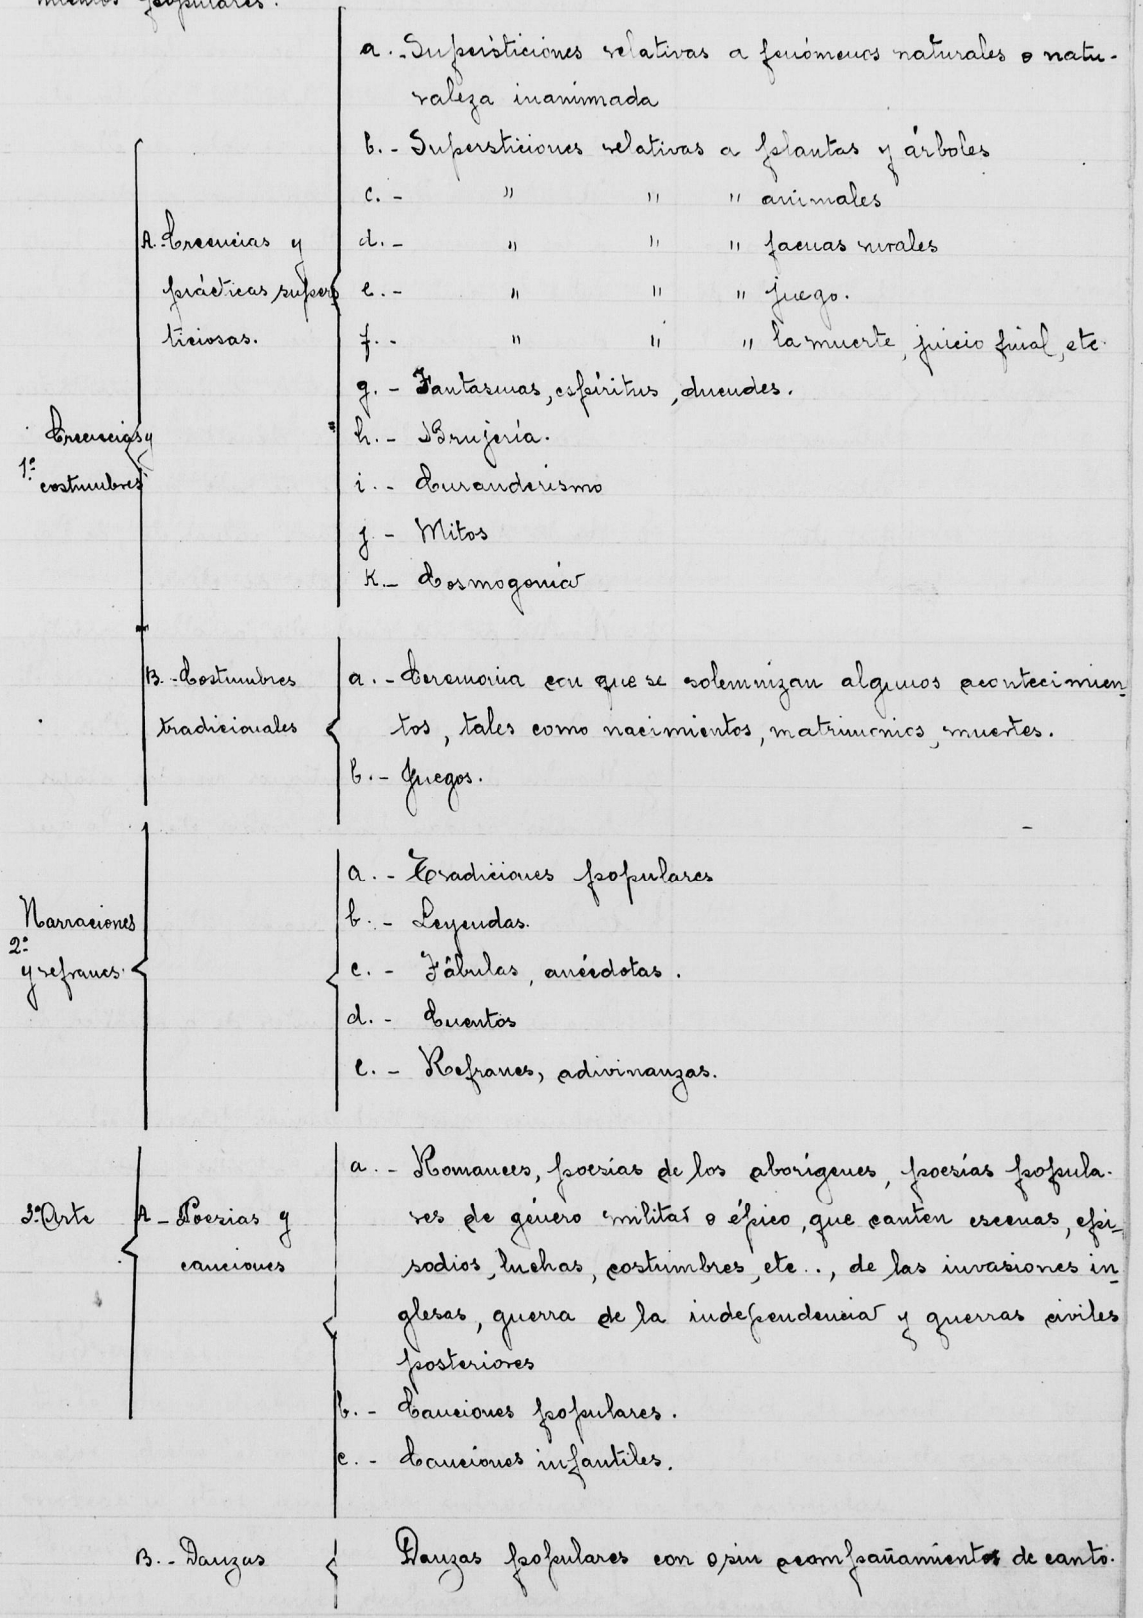 mientos populares.
a.- Supersticiones relativas a fenómenos naturales o natu-
raleza inanimada
b.- Supersticiones relativas a plantas y árboles
c.- " " " animales
A.- Creencias y
d.- " " " faenas rurales
prácticas supers
e.- " " " juego.
ticiosas.
f.- " " " la muerte, juicio final, etc.
g.- Fantasmas, espíritus, duendes.
Creencias y
h.- Brujería.
1º
costumbres
i.- Curanderismo
j- Mitos
k.- Cosmogonía
B.- Costumbres
a.- Ceremonia con que se solemnizan algunos acontecimien-
tradicionales
tos, tales como nacimientos, matrimonios, muertes.
b.- Juegos.
a.- Tradiciones populares
Narraciones
b.- Leyendas.
2º
y refranes.
c.- Fábulas, anécdotas.
d.- Cuentos
e.- Refranes, adivinanzas.
a.- Romances, poesías de los aborígenes, poesías popula-
3º Arte
A- Poesias y
res de género militar o épico, que canten escenas, epi-
canciones
sodios, luchas, costumbres, etc.., de las invasiones in-
glesas, guerra de la independencia y guerras civiles
posteriores
b.- Canciones populares.
c.- Canciones infantiles.
B.- Danzas
Danzas populares con o sin acompañamiento de canto.